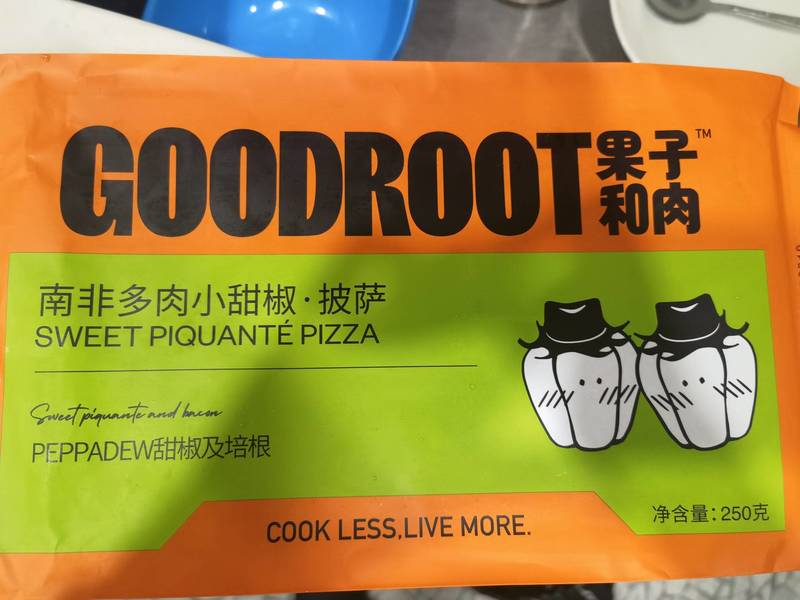 GOODROOT果子和肉™
南非多肉小甜椒·披萨
SWEET PIQUANTÉ PIZZA
Sweet piquante and bacon
PEPPADEW甜椒及培根
COOK LESS,LIVE MORE.
净含量：250克